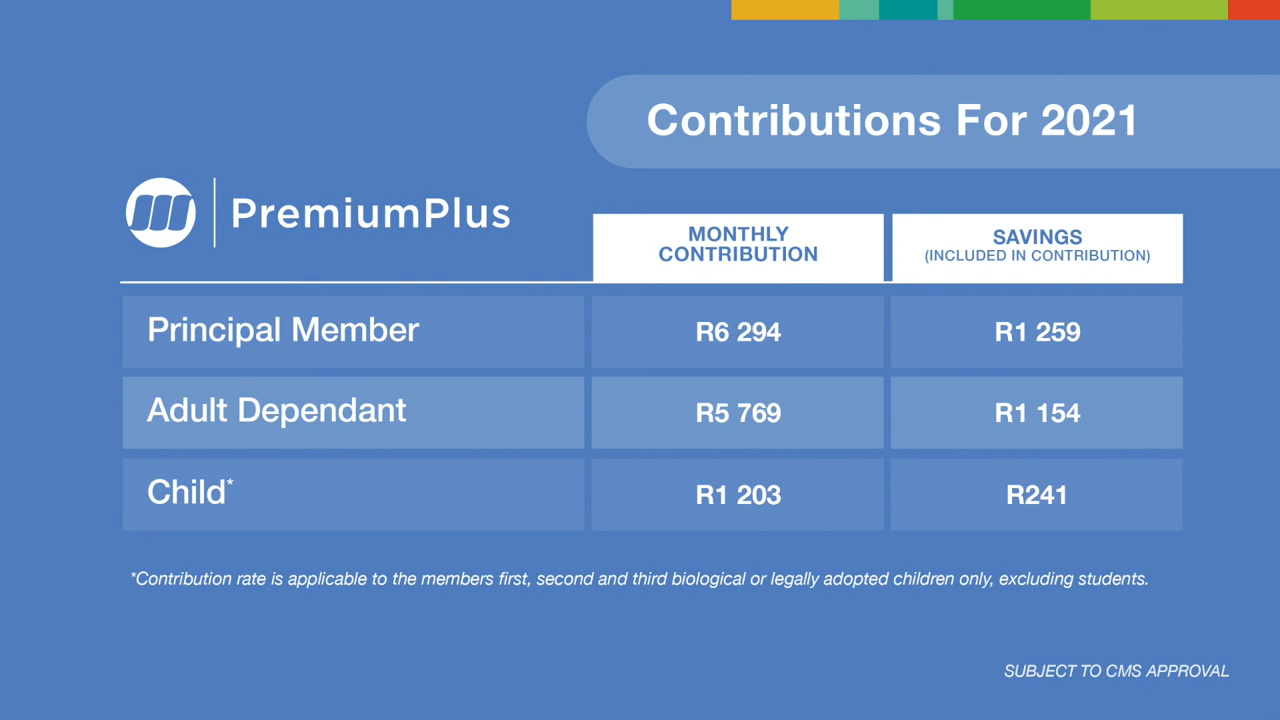 Contributions For 2021
PremiumPlus
MONTHLY
CONTRIBUTION
SAVINGS
(INCLUDED IN CONTRIBUTION)
Principal Member R6 294 R1 259
Adult Dependant R5 769 R1 154
Child* R1 203 R241
*Contribution rate is applicable to the members first, second and third biological or legally adopted children only, excluding students.
SUBJECT TO CMS APPROVAL